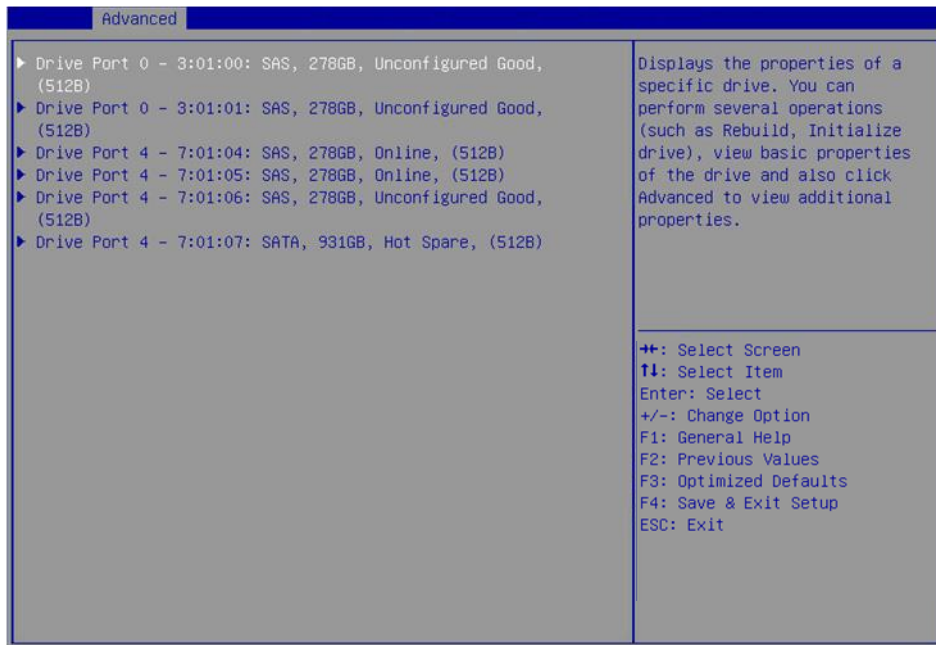 Advanced
Drive Port 0 - 3:01:00: SAS, 278GB, Unconfigured Good,
(512B)
Drive Port 0 - 3:01:01: SAS, 278GB, Unconfigured Good,
(512B)
Drive Port 4 - 7:01:04: SAS, 278GB, Online, (512B)
Drive Port 4 - 7:01:05: SAS, 278GB, Online, (512B)
Drive Port 4 - 7:01:06: SAS, 278GB, Unconfigured Good,
(512B)
Drive Port 4 - 7:01:07: SATA, 931GB, Hot Spare, (512B)
Displays the properties of a
specific drive. You can
perform several operations
(such as Rebuild, Initialize
drive), view basic properties
of the drive and also click
Advanced to view additional
properties.
→←: Select Screen
↑↓: Select Item
Enter: Select
+/-: Change Option
F1: General Help
F2: Previous Values
F3: Optimized Defaults
F4: Save & Exit Setup
ESC: Exit